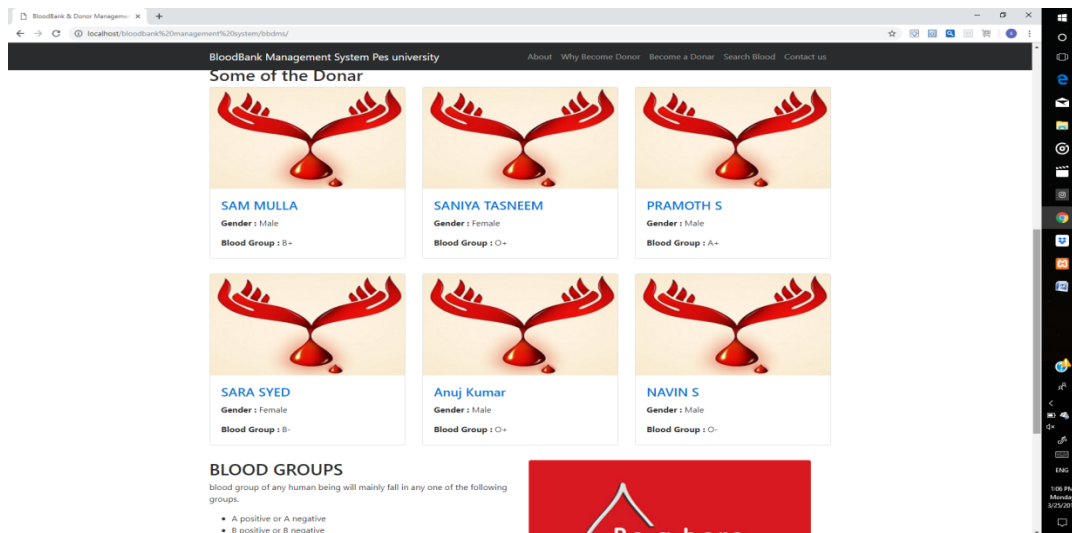 BloodBank & Donor Managemen
localhost/bloodbank%20management%20system/bbdms/
BloodBank Management System Pes university
About Why Become Donor Become a Donar Search Blood Contact us
Some of the Donar
SAM MULLA
Gender : Male
Blood Group : B+
SANIYA TASNEEM
Gender : Female
Blood Group : O+
PRAMOTH S
Gender : Male
Blood Group : A+
SARA SYED
Gender : Female
Blood Group : B-
Anuj Kumar
Gender : Male
Blood Group : O+
NAVIN S
Gender : Male
Blood Group : O-
BLOOD GROUPS
blood group of any human being will mainly fall in any one of the following
groups.
A positive or A negative
B positive or B negative
ENG
1:06 PM
Monday
3/25/201